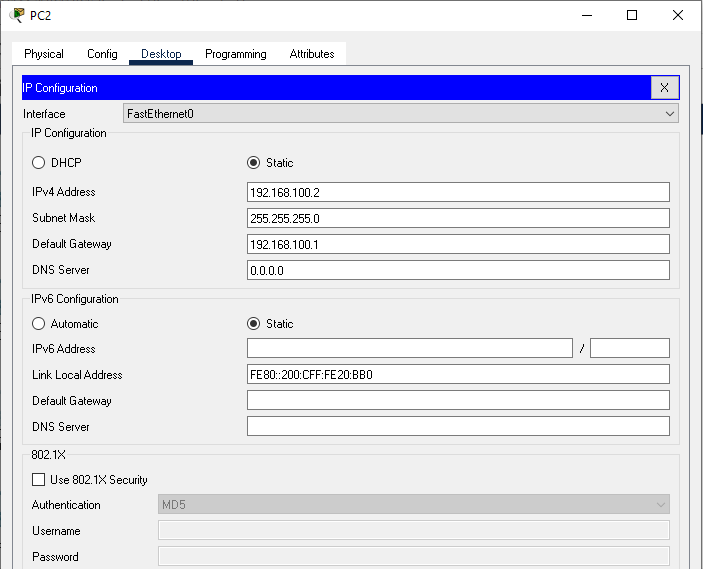 PC2
Physical Config Desktop Programming Attributes
IP Configuration X
Interface FastEthernet0
IP Configuration
DHCP Static
IPv4 Address 192.168.100.2
Subnet Mask 255.255.255.0
Default Gateway 192.168.100.1
DNS Server 0.0.0.0
IPv6 Configuration
Automatic Static
IPv6 Address /
Link Local Address FE80::200:CFF:FE20:BB0
Default Gateway
DNS Server
802.1X
Use 802.1X Security
Authentication MD5
Username
Password